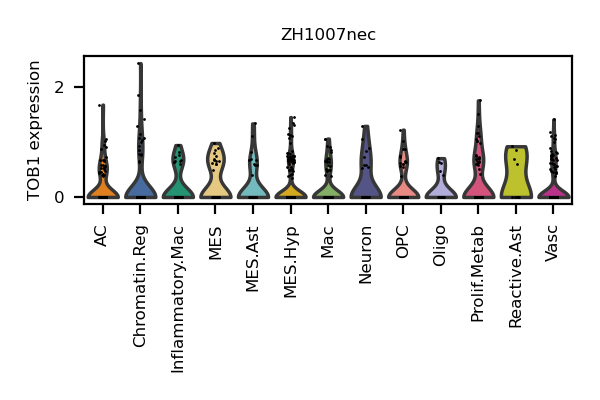 ZH1007nec
TOB1 expression
2
0
AC
Chromatin.Reg
Inflammatory.Mac
MES
MES.Ast
MES.Hyp
Mac
Neuron
OPC
Oligo
Prolif.Metab
Reactive.Ast
Vasc